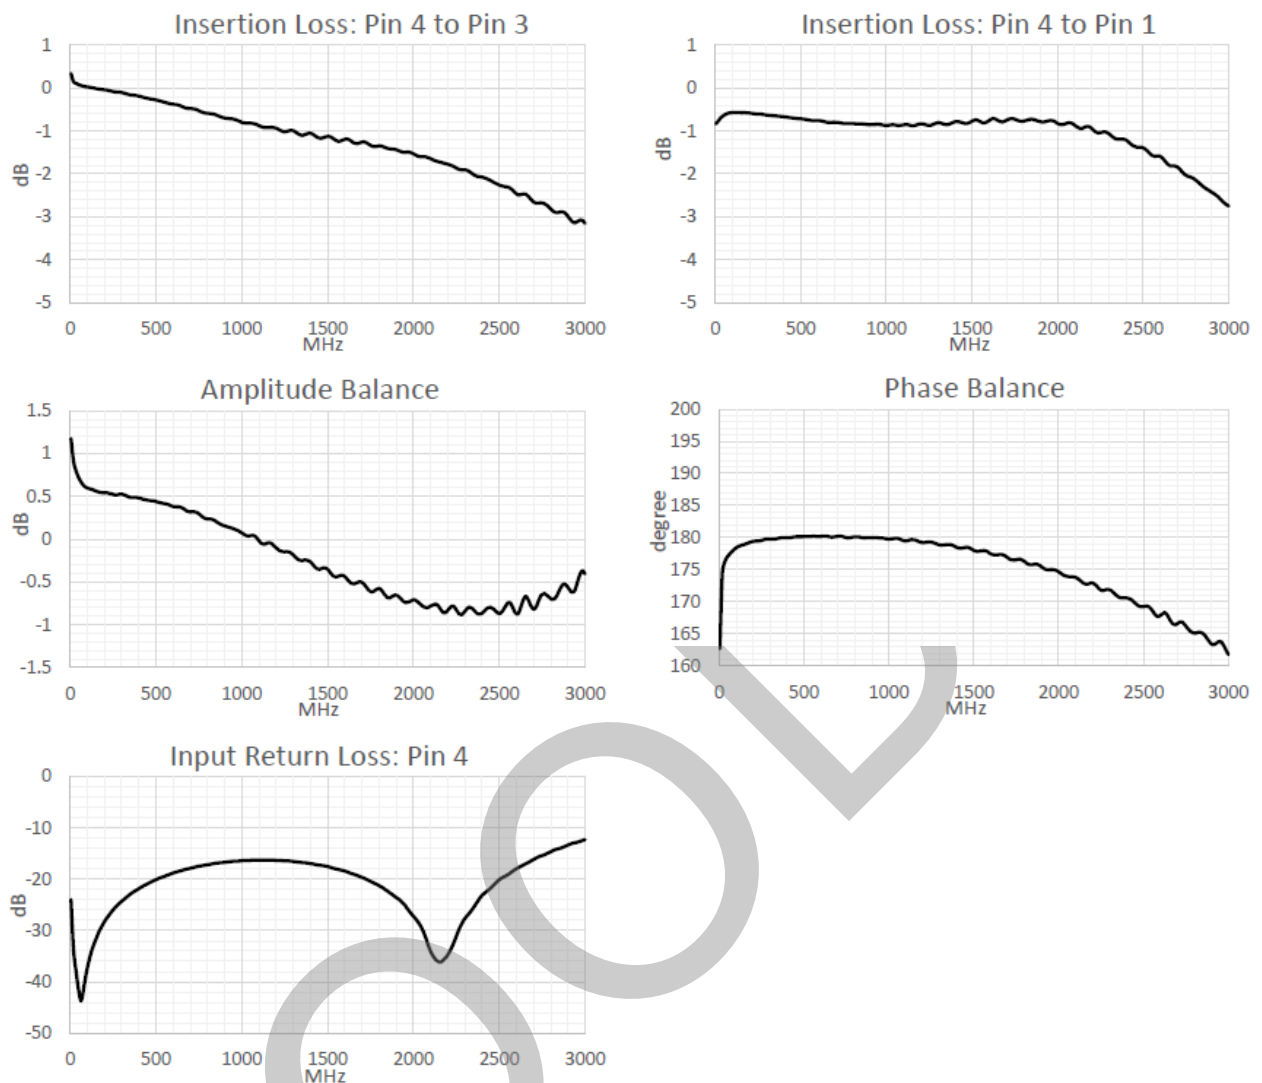 Insertion Loss: Pin 4 to Pin 3
1
0
-1
-2
-3
-4
-5
dB
0 500 1000 1500 2000 2500 3000
MHz
Insertion Loss: Pin 4 to Pin 1
1
0
-1
-2
-3
-4
-5
dB
0 500 1000 1500 2000 2500 3000
MHz
Amplitude Balance
1.5
1
0.5
0
-0.5
-1
-1.5
dB
0 500 1000 1500 2000 2500 3000
MHz
Phase Balance
200
195
190
185
180
175
170
165
160
degree
0 500 1000 1500 2000 2500 3000
MHz
Input Return Loss: Pin 4
0
-10
-20
-30
-40
-50
dB
0 500 1000 1500 2000 2500 3000
MHz